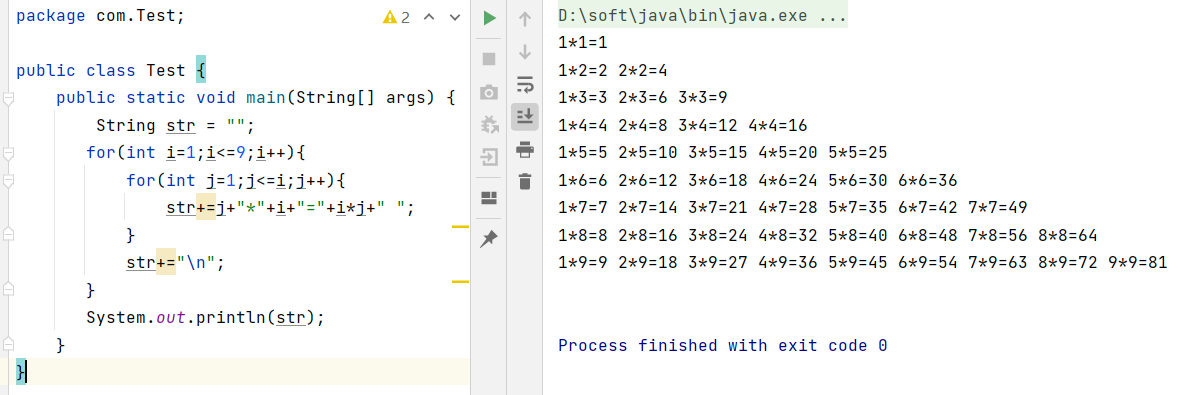 package com.Test;
2
public class Test {
    public static void main(String[] args) {
        String str = "";
       for(int i=1;i<=9;i++){
           for(int j=1;j<=i;j++){
               str+=j+"*"+i+"="+i*j+" ";
           }
           str+="\n";
       }
       System.out.println(str);
    }
}
D:\soft\java\bin\java.exe ...
1*1=1
1*2=2 2*2=4
1*3=3 2*3=6 3*3=9
1*4=4 2*4=8 3*4=12 4*4=16
1*5=5 2*5=10 3*5=15 4*5=20 5*5=25
1*6=6 2*6=12 3*6=18 4*6=24 5*6=30 6*6=36
1*7=7 2*7=14 3*7=21 4*7=28 5*7=35 6*7=42 7*7=49
1*8=8 2*8=16 3*8=24 4*8=32 5*8=40 6*8=48 7*8=56 8*8=64
1*9=9 2*9=18 3*9=27 4*9=36 5*9=45 6*9=54 7*9=63 8*9=72 9*9=81
Process finished with exit code 0